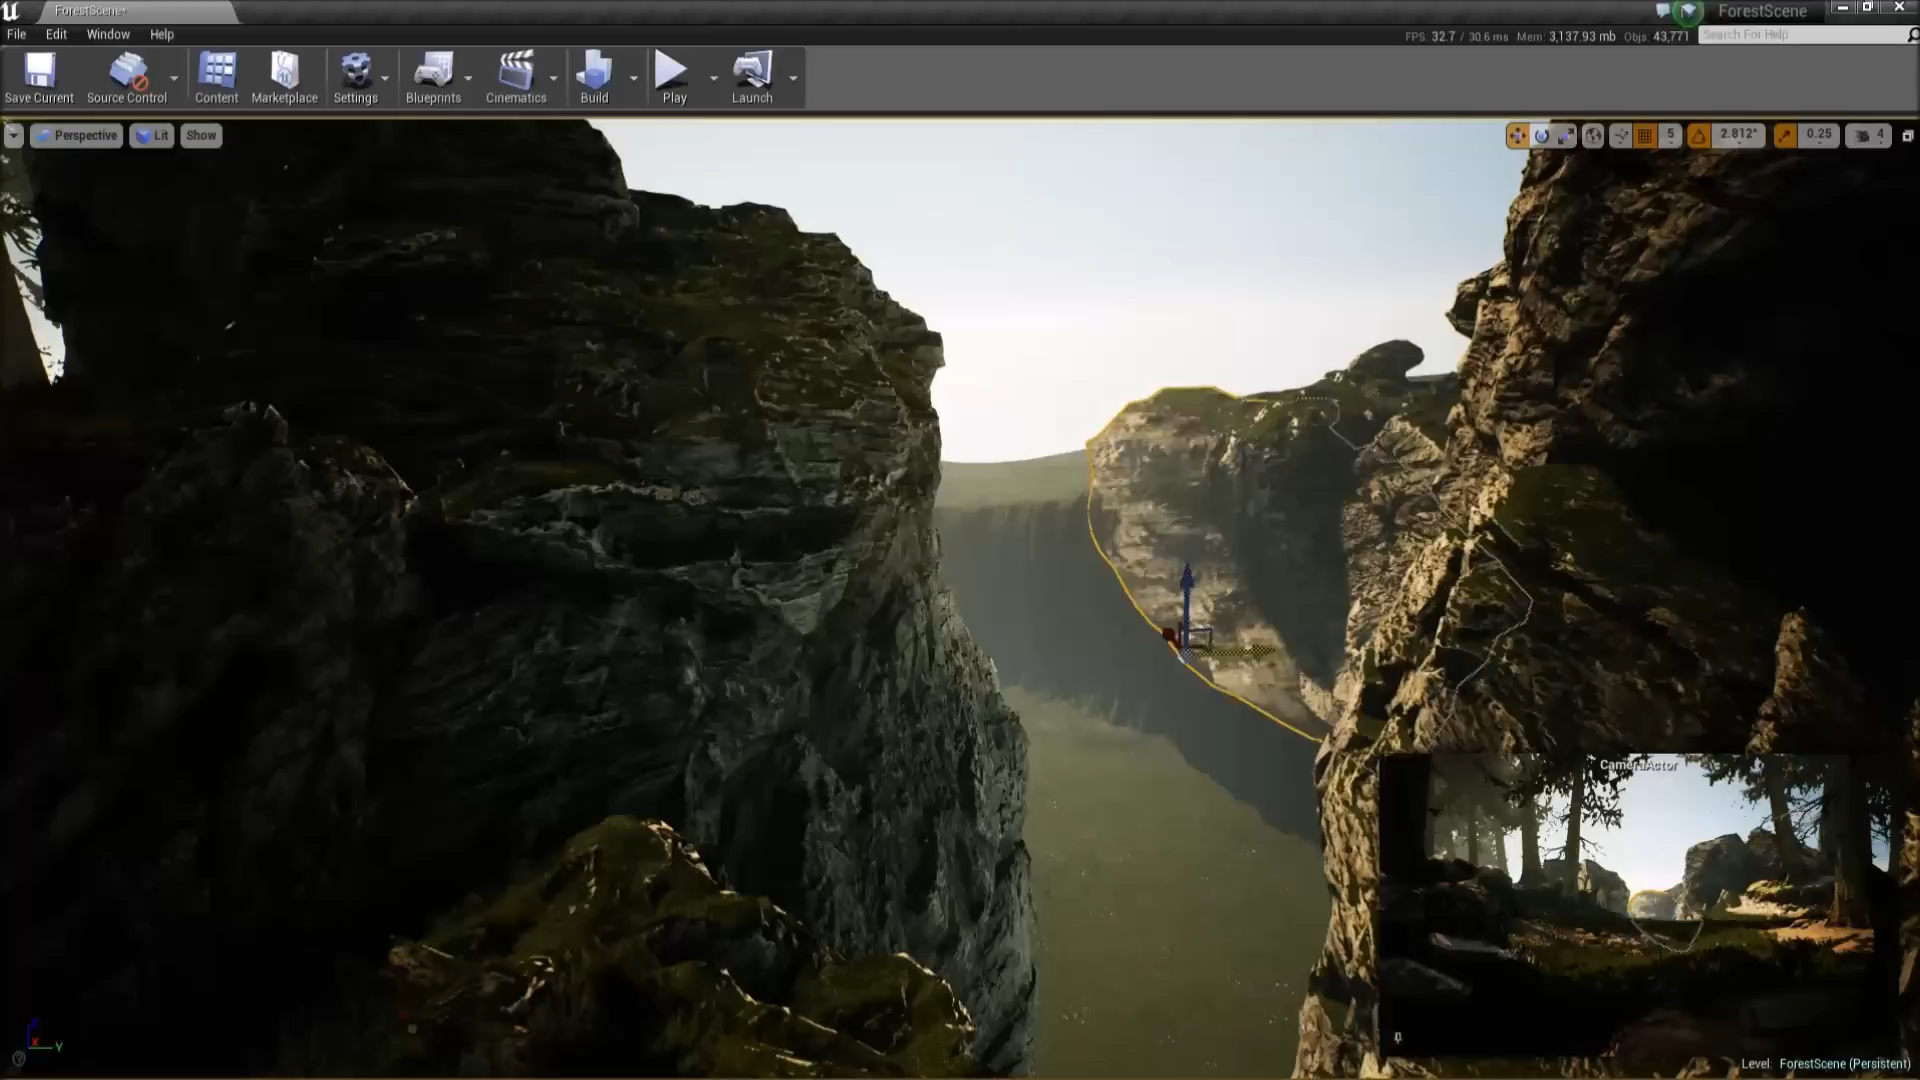 ForestScene*
ForestScene
File Edit Window Help
FPS: 32.7 / 30.6 ms Mem: 3,137.93 mb Objs: 43,771
Search For Help
Save Current Source Control Content Marketplace Settings Blueprints Cinematics Build Play Launch
Perspective Lit Show
5 2.812° 0.25 4
CameraActor
Z
X Y
Level: ForestScene (Persistent)